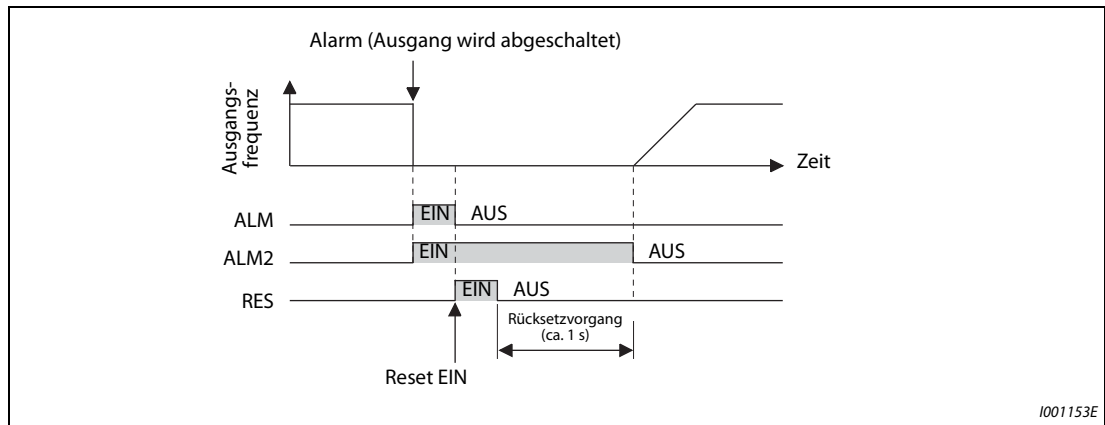 Alarm (Ausgang wird abgeschaltet)
Ausgangs-
frequenz
Zeit
ALM
EIN
AUS
ALM2
EIN
AUS
RES
EIN
AUS
Rücksetzvorgang
(ca. 1 s)
Reset EIN
I001153E